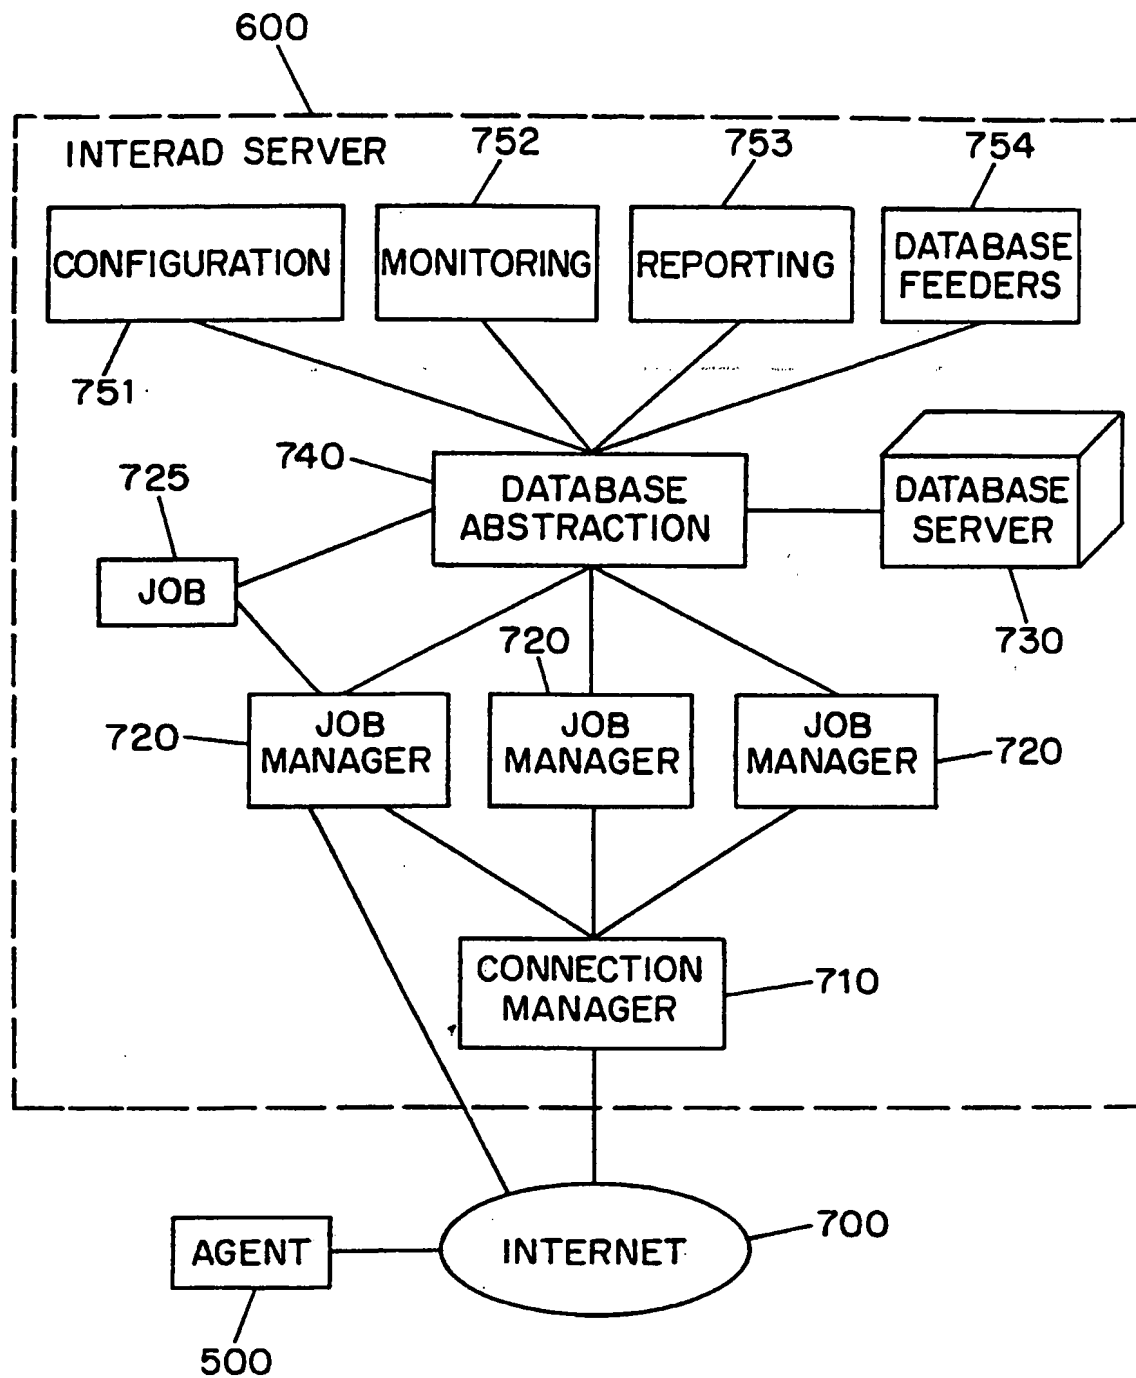 600
INTERAD SERVER
752
753
754
CONFIGURATION
MONITORING
REPORTING
DATABASE
FEEDERS
751
740
DATABASE
ABSTRACTION
DATABASE
SERVER
725
JOB
730
720
720
JOB
MANAGER
JOB
MANAGER
JOB
MANAGER
720
CONNECTION
MANAGER
710
INTERNET
700
AGENT
500